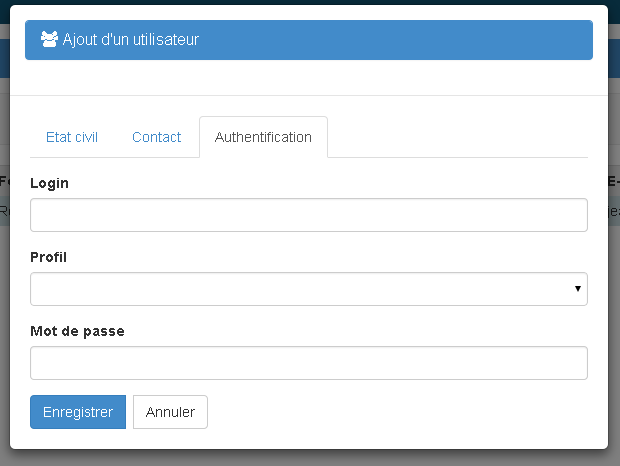 Ajout d'un utilisateur
Etat civil Contact Authentification
Login
Profil
Mot de passe
Enregistrer Annuler